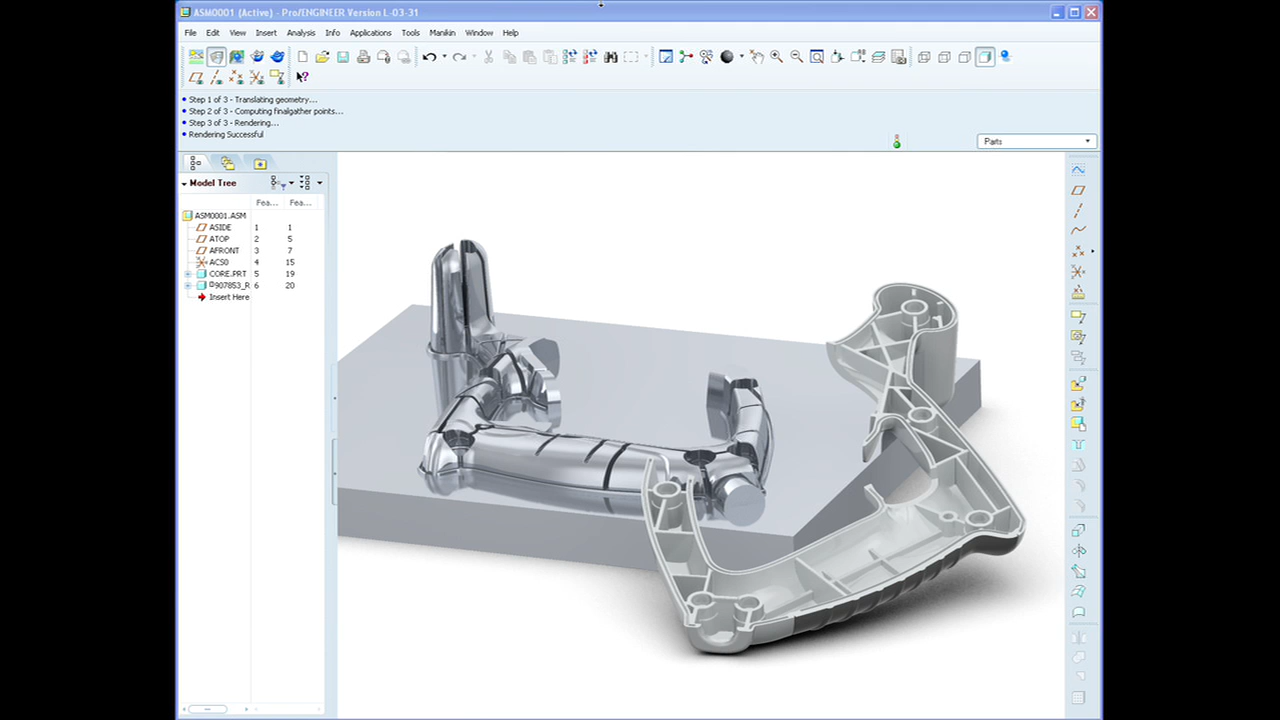 ASM0001 (Active) - Pro/ENGINEER Version L-03-31
File Edit View Insert Analysis Info Applications Tools Manikin Window Help
Step 1 of 3 - Translating geometry...
Step 2 of 3 - Computing finalgather points...
Step 3 of 3 - Rendering...
Rendering Successful
Parts
Model Tree
Fea... Fea...
ASM0001.ASM
ASIDE 1 1
ATOP 2 5
AFRONT 3 7
ACS0 4 15
CORE.PRT 5 19
907853_R 6 20
Insert Here